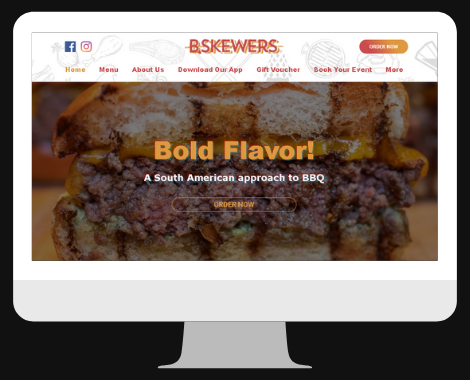 BSKEWERS
ORDER NOW
Home Menu About Us Download Our App Gift Voucher Book Your Event More
Bold Flavor!
A South American approach to BBQ
ORDER NOW